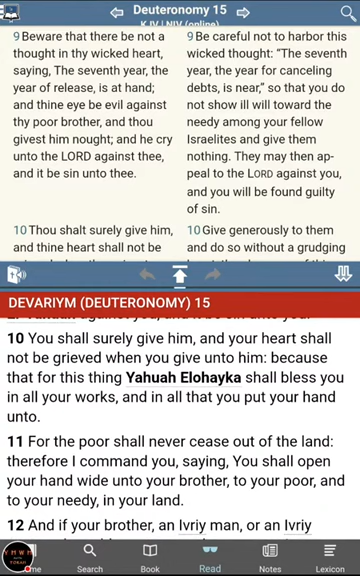 Deuteronomy 15
KJV | NIV (online)
9 Beware that there be not a
thought in thy wicked heart,
saying, The seventh year, the
year of release, is at hand;
and thine eye be evil against
thy poor brother, and thou
givest him nought; and he cry
unto the LORD against thee,
and it be sin unto thee.
10 Thou shalt surely give him,
and thine heart shall not be
9 Be careful not to harbor this
wicked thought: “The seventh
year, the year for canceling
debts, is near,” so that you do
not show ill will toward the
needy among your fellow
Israelites and give them
nothing. They may then ap-
peal to the LORD against you,
and you will be found guilty
of sin.
10 Give generously to them
and do so without a grudging
DEVARIYM (DEUTERONOMY) 15
10 You shall surely give him, and your heart shall
not be grieved when you give unto him: because
that for this thing Yahuah Elohayka shall bless you
in all your works, and in all that you put your hand
unto.
11 For the poor shall never cease out of the land:
therefore I command you, saying, You shall open
your hand wide unto your brother, to your poor, and
to your needy, in your land.
12 And if your brother, an Ivriy man, or an Ivriy
YMWM
TORAH
me
Search
Book
Read
Notes
Lexicon